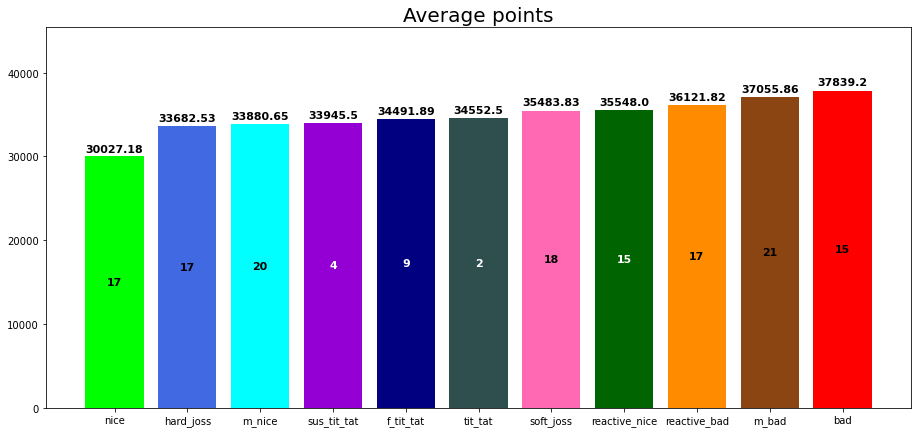 Average points
40000
30000
20000
10000
0
30027.18
33682.53
33880.65
33945.5
34491.89
34552.5
35483.83
35548.0
36121.82
37055.86
37839.2
17
17
20
4
9
2
18
15
17
21
15
nice
hard_joss
m_nice
sus_tit_tat
f_tit_tat
tit_tat
soft_joss
reactive_nice
reactive_bad
m_bad
bad